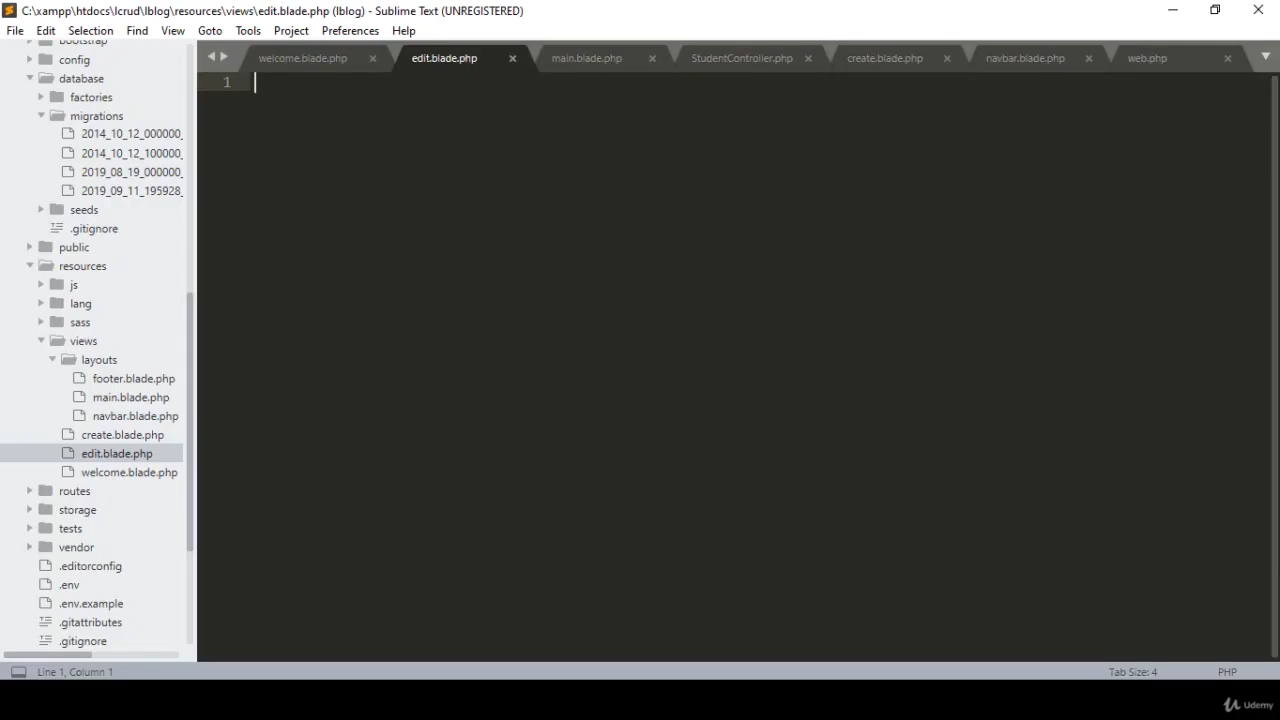 C:\xampp\htdocs\lcrud\lblog\resources\views\edit.blade.php (lblog) - Sublime Text (UNREGISTERED)
File Edit Selection Find View Goto Tools Project Preferences Help
welcome.blade.php edit.blade.php main.blade.php StudentController.php create.blade.php navbar.blade.php web.php
1
bootstrap
config
database
factories
migrations
2014_10_12_000000_
2014_10_12_100000_
2019_08_19_000000_
2019_09_11_195928_
seeds
.gitignore
public
resources
js
lang
sass
views
layouts
footer.blade.php
main.blade.php
navbar.blade.php
create.blade.php
edit.blade.php
welcome.blade.php
routes
storage
tests
vendor
.editorconfig
.env
.env.example
.gitattributes
.gitignore
Line 1, Column 1 Tab Size: 4 PHP
Udemy